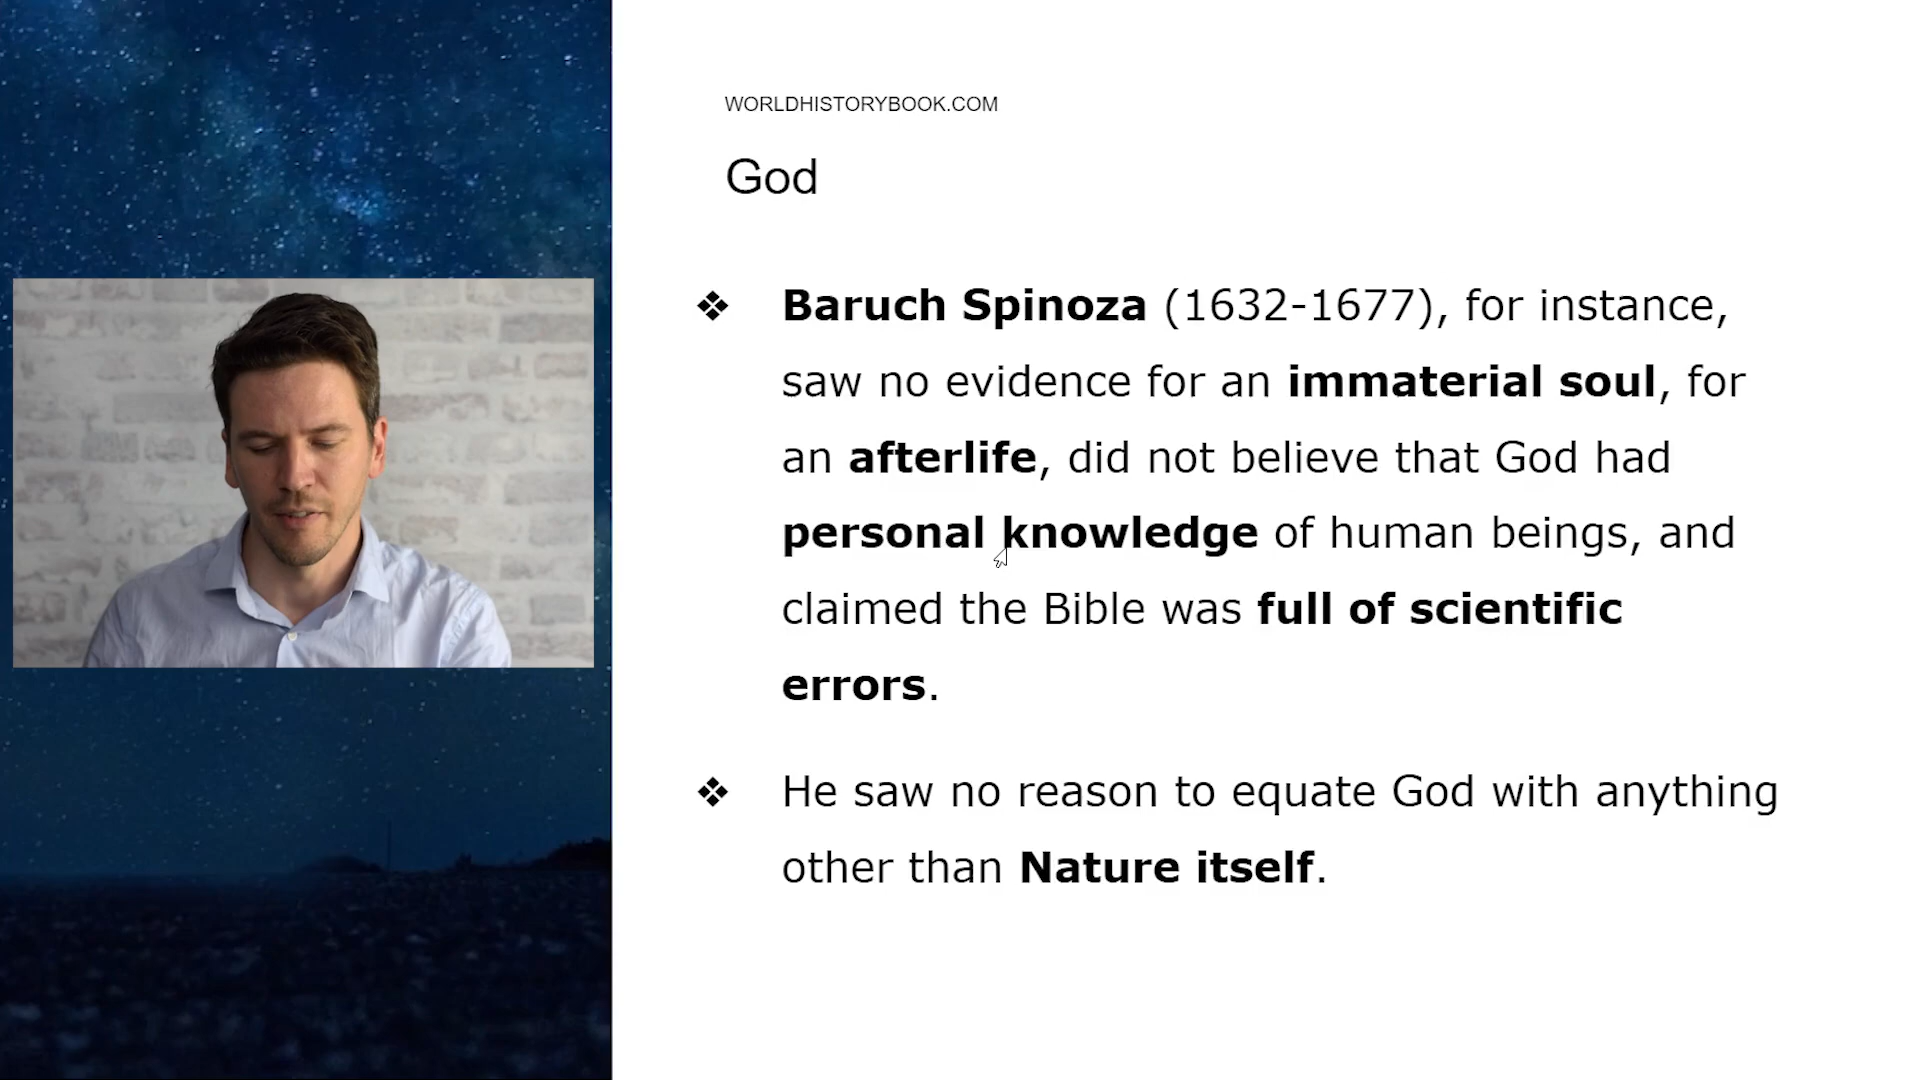 WORLDHISTORYBOOK.COM
God
❖ Baruch Spinoza (1632-1677), for instance,
saw no evidence for an immaterial soul, for
an afterlife, did not believe that God had
personal knowledge of human beings, and
claimed the Bible was full of scientific
errors.
❖ He saw no reason to equate God with anything
other than Nature itself.